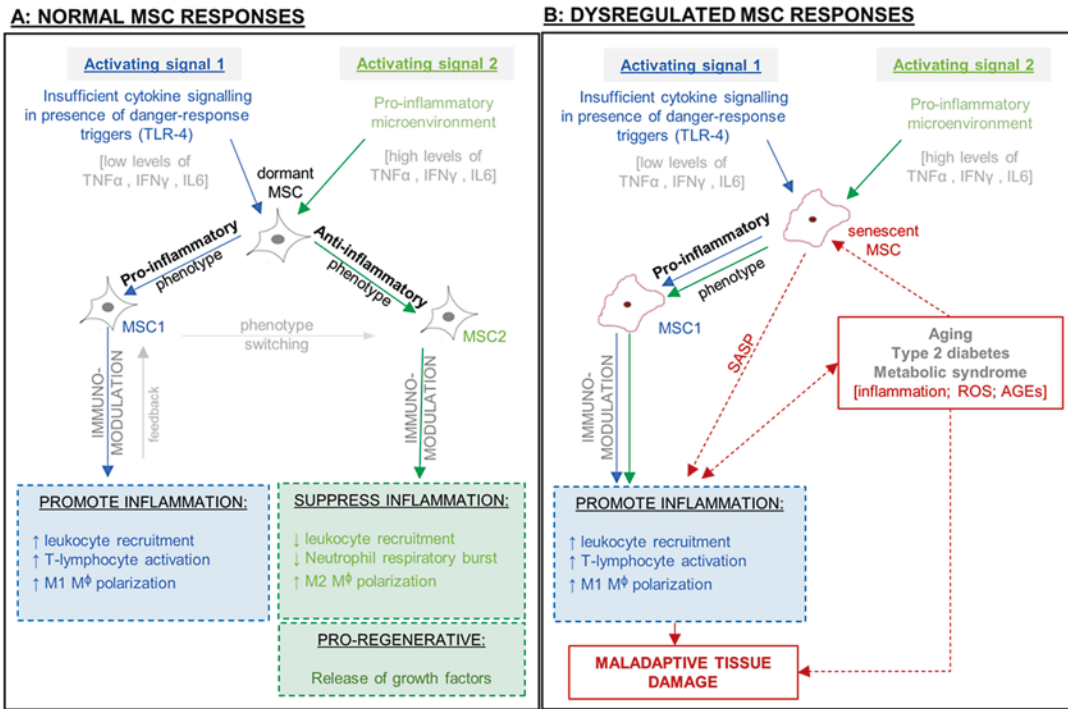 A: NORMAL MSC RESPONSES
Activating signal 1
Insufficient cytokine signalling
in presence of danger-response
triggers (TLR-4)
[low levels of
TNFα , IFNγ , IL6]
Activating signal 2
Pro-inflammatory
microenvironment
[high levels of
TNFα , IFNγ , IL6]
dormant
MSC
Pro-inflammatory
phenotype
Anti-inflammatory
phenotype
MSC1
phenotype
switching
MSC2
IMMUNO-
MODULATION
feedback
IMMUNO-
MODULATION
PROMOTE INFLAMMATION:
↑ leukocyte recruitment
↑ T-lymphocyte activation
↑ M1 MΦ polarization
SUPPRESS INFLAMMATION:
↓ leukocyte recruitment
↓ Neutrophil respiratory burst
↑ M2 MΦ polarization
PRO-REGENERATIVE:
Release of growth factors
B: DYSREGULATED MSC RESPONSES
Activating signal 1
Insufficient cytokine signalling
in presence of danger-response
triggers (TLR-4)
[low levels of
TNFα , IFNγ , IL6]
Activating signal 2
Pro-inflammatory
microenvironment
[high levels of
TNFα , IFNγ , IL6]
senescent
MSC
Pro-inflammatory
phenotype
MSC1
SASP
Aging
Type 2 diabetes
Metabolic syndrome
[inflammation; ROS; AGEs]
IMMUNO-
MODULATION
PROMOTE INFLAMMATION:
↑ leukocyte recruitment
↑ T-lymphocyte activation
↑ M1 MΦ polarization
MALADAPTIVE TISSUE
DAMAGE